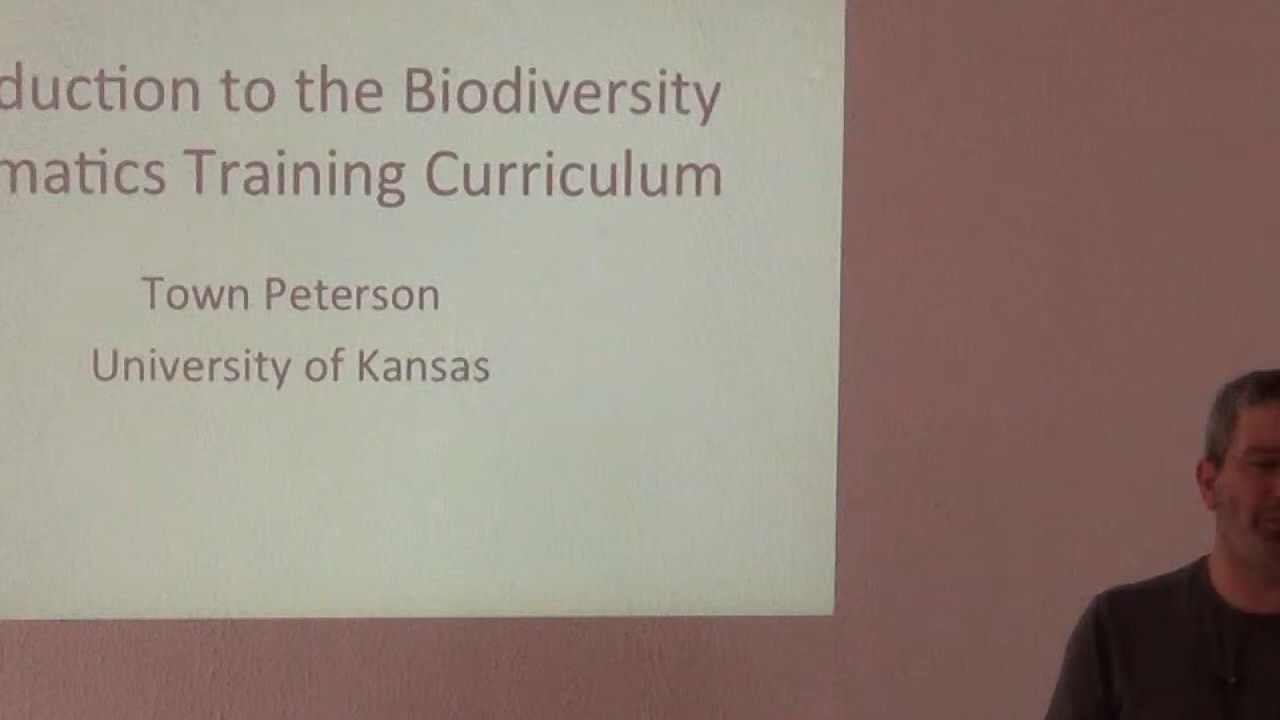 duction to the Biodiversity
matics Training Curriculum
Town Peterson
University of Kansas